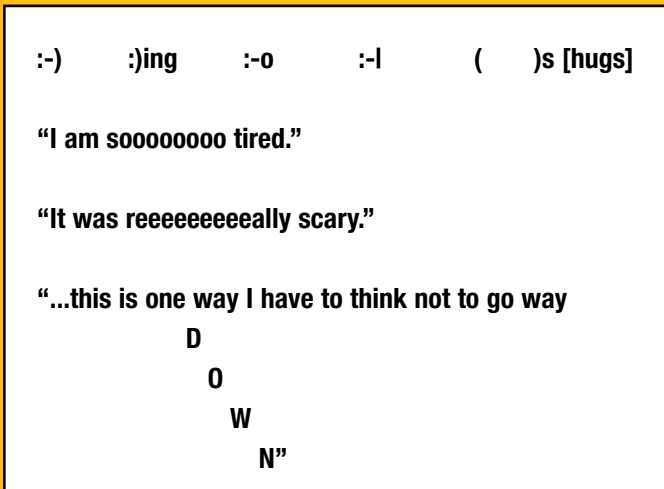 :-) :)ing :-o :-l ( )s [hugs]
“I am soooooooo tired.”
“It was reeeeeeeeeally scary.”
“...this is one way I have to think not to go way
D
O
W
N”